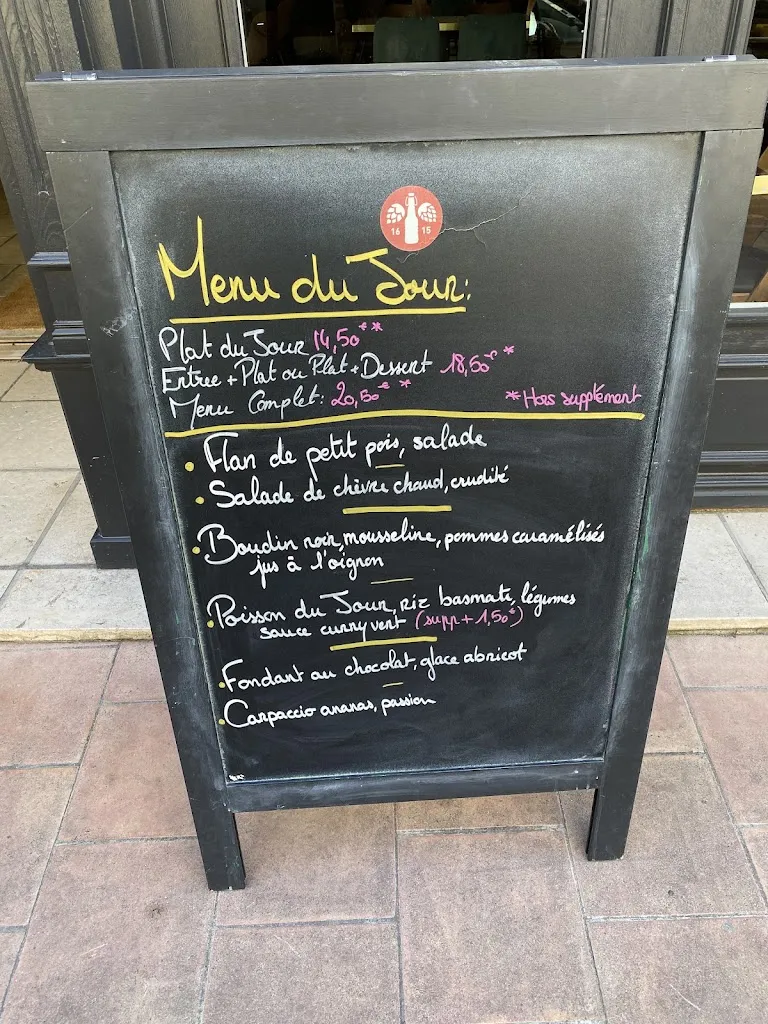 16 15
Menu du Jour:
Plat du Jour 14,50€*
Entree + Plat ou Plat + Dessert 18,50€*
Menu Complet: 20,50€*
*Hors supplément
• Flan de petit pois, salade
• Salade de chèvre chaud, crudité
• Boudin noir, mousseline, pommes caramélisés
jus à l'oignon
• Poisson du Jour, riz basmati, légumes
sauce curry vert (supp + 1,50€)
• Fondant au chocolat, glace abricot
• Carpaccio ananas, passion